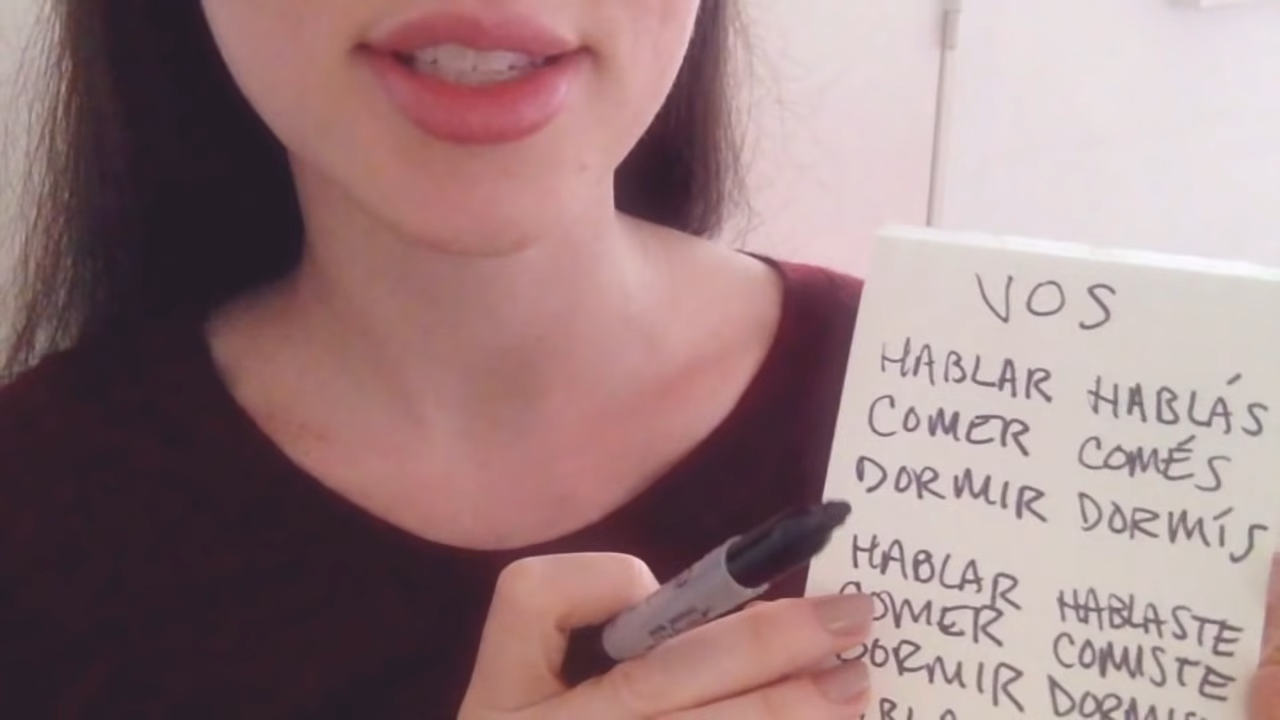 VOS
HABLAR HABLÁS
COMER COMÉS
DORMIR DORMÍS
HABLAR HABLASTE
COMER COMISTE
DORMIR